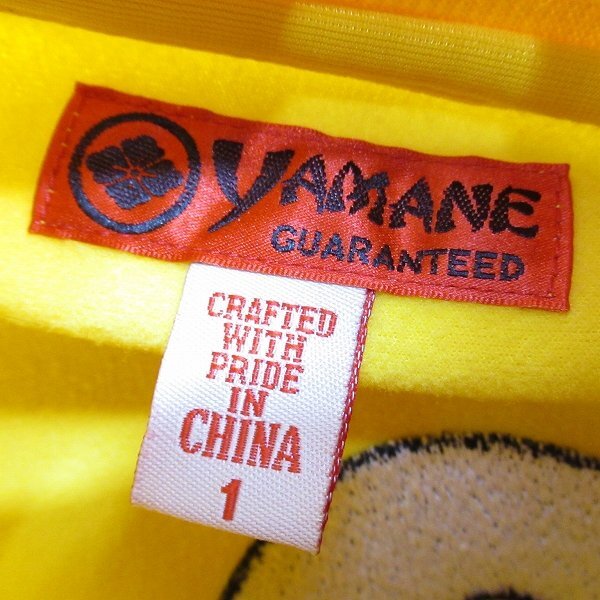 YAMANE
GUARANTEED
CRAFTED
WITH
PRIDE
IN
CHINA
1